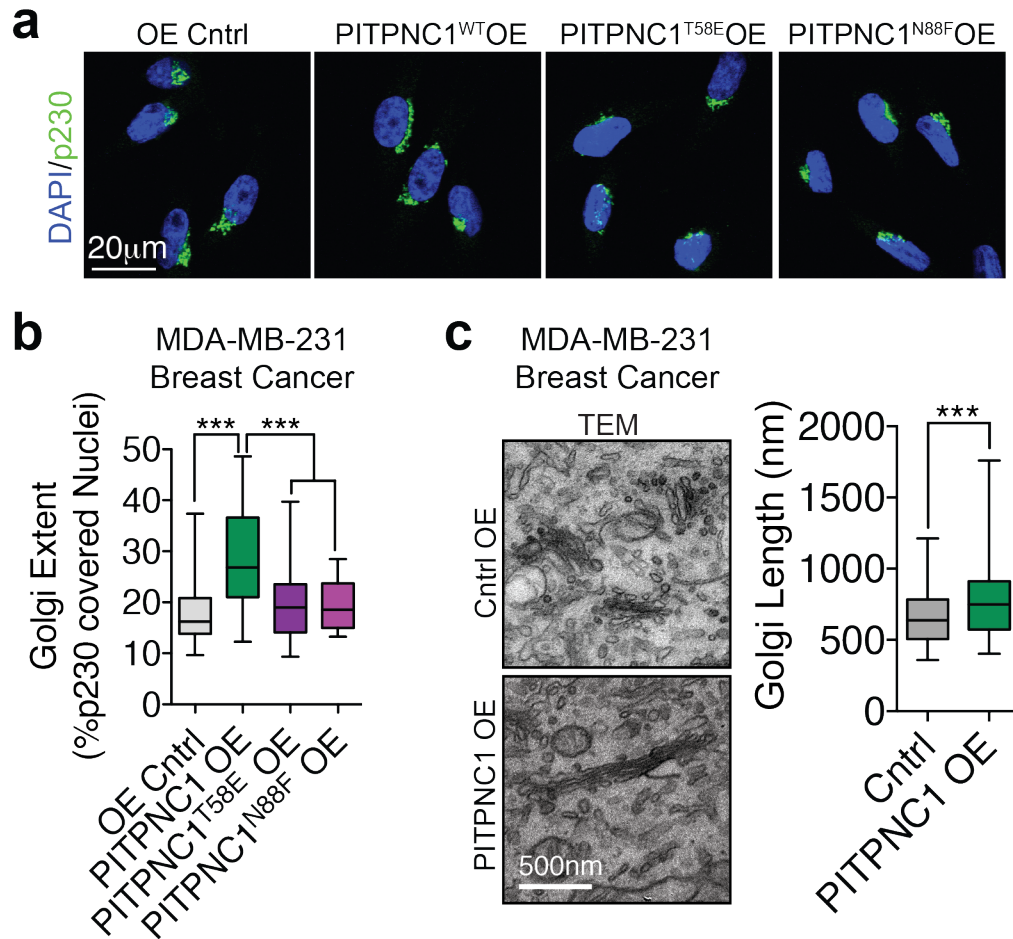 a
OE Cntrl
PITPNC1WTOE
PITPNC1T58EOE
PITPNC1N88FOE
DAPI/p230
20µm
b
MDA-MB-231
Breast Cancer
Golgi Extent
(%p230 covered Nuclei)
***
***
50
40
30
20
10
0
OE Cntrl
PITPNC1 OE
PITPNC1T58E OE
PITPNC1N88F OE
c
MDA-MB-231
Breast Cancer
TEM
Cntrl OE
PITPNC1 OE
500nm
Golgi Length (nm)
***
2000
1500
1000
500
0
Cntrl
PITPNC1 OE